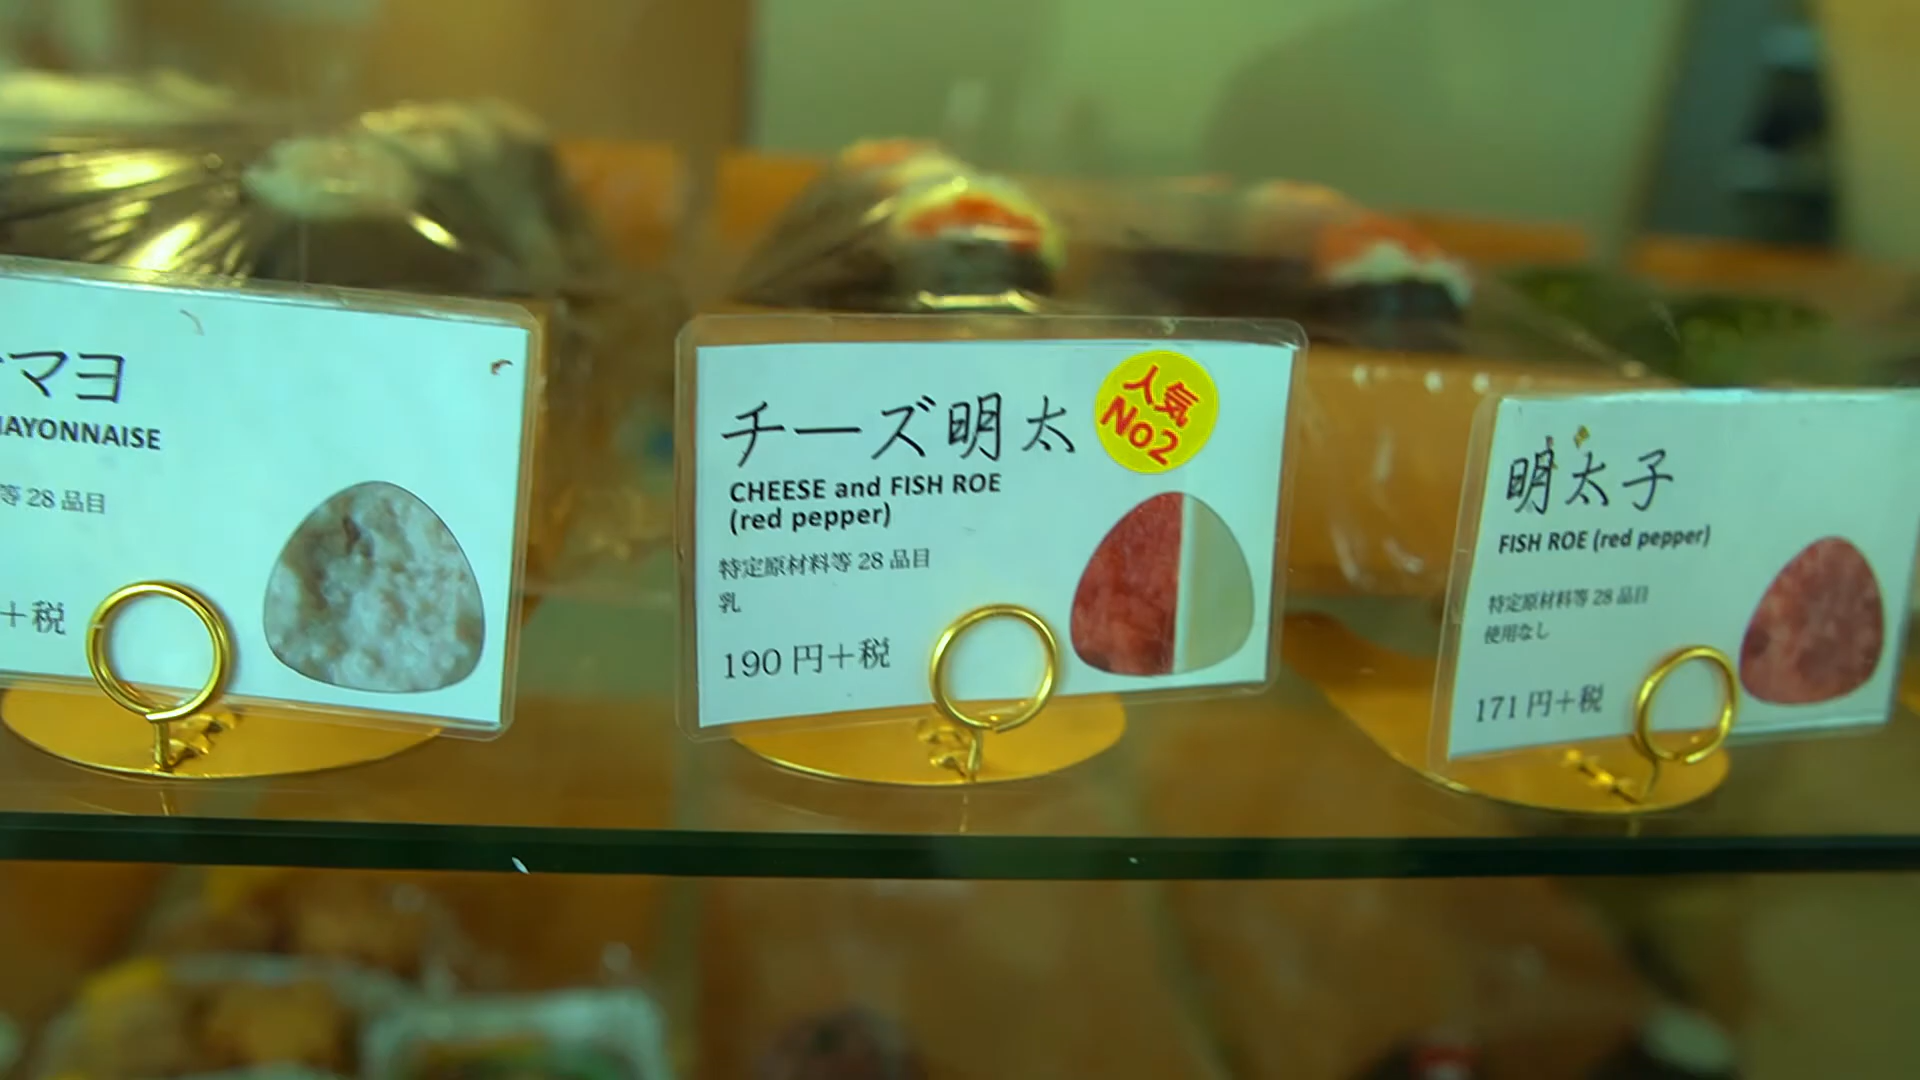 マヨ
MAYONNAISE
等 28 品目
+税
チーズ明太
人気
No2
CHEESE and FISH ROE
(red pepper)
特定原材料等 28 品目
乳
190 円+税
明太子
FISH ROE (red pepper)
特定原材料等 28 品目
使用なし
171 円+税